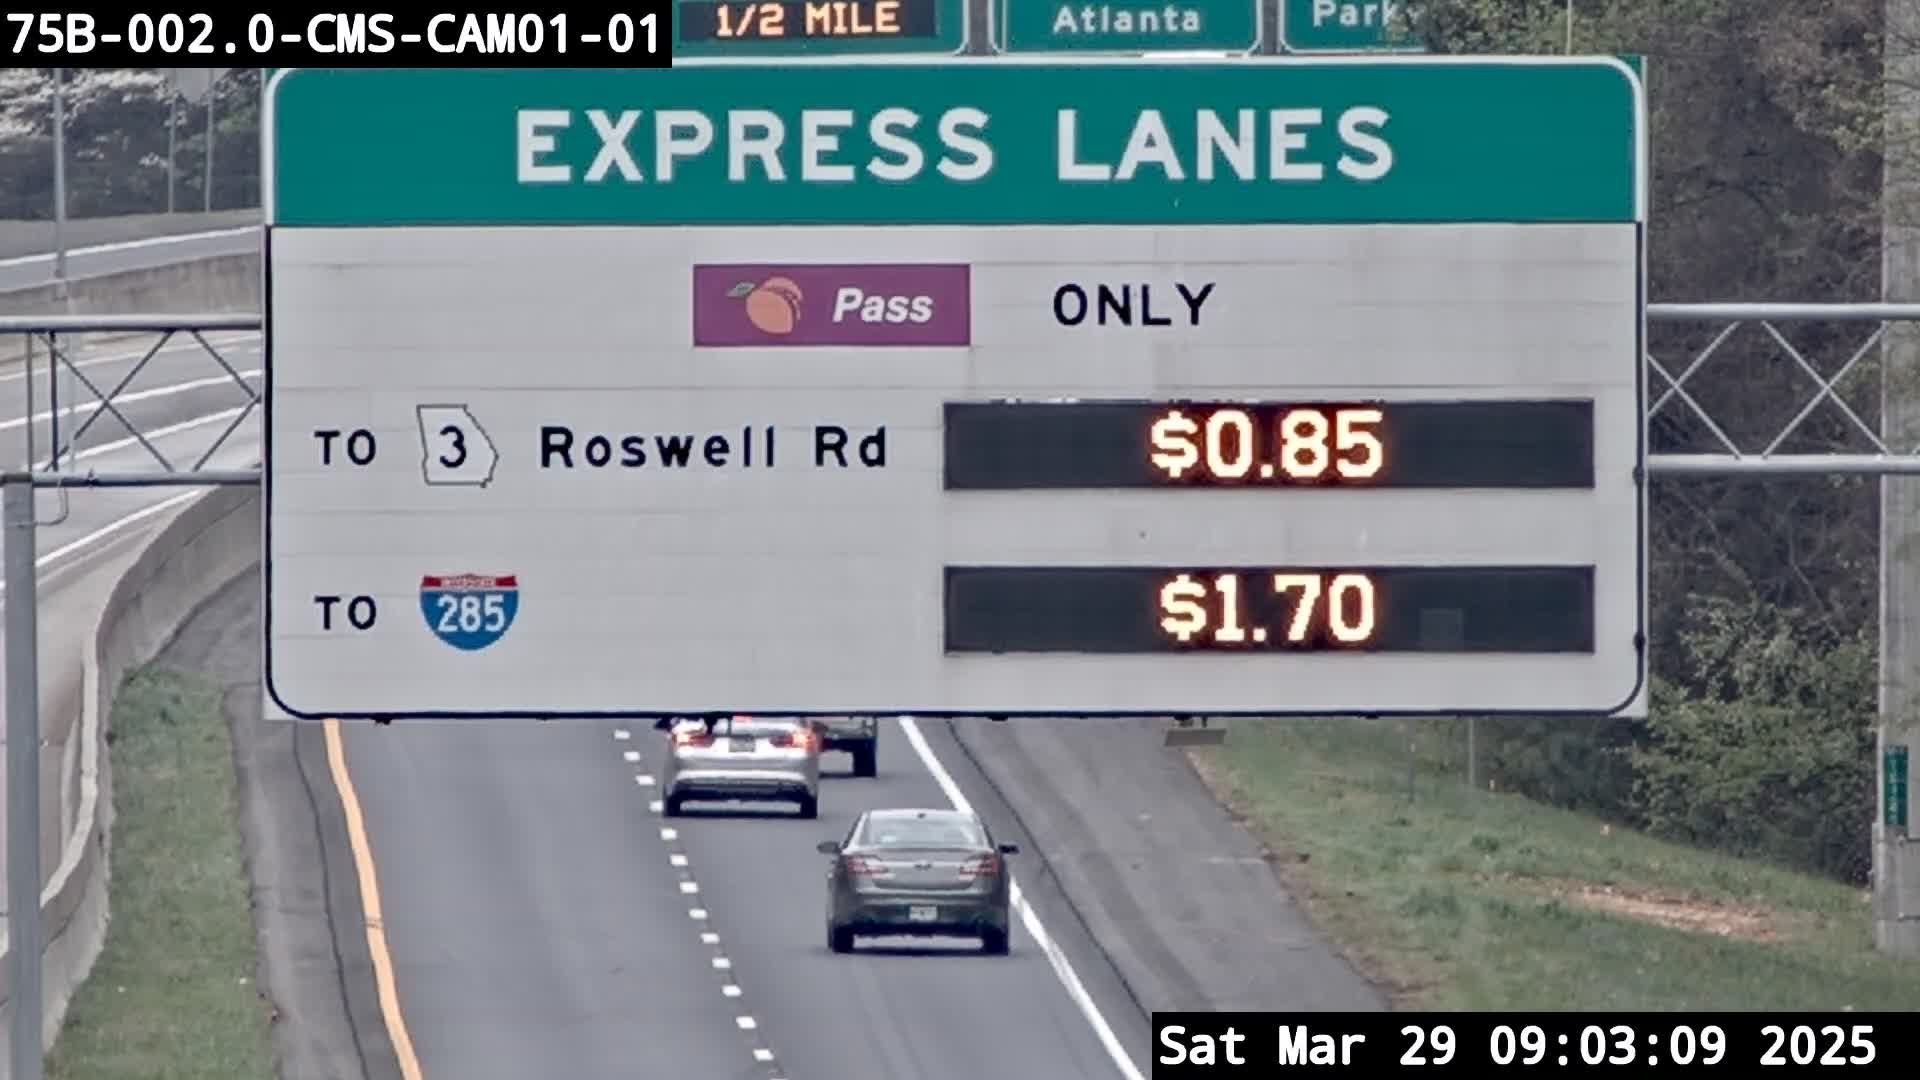 75B-002.0-CMS-CAM01-01
1/2 MILE
Atlanta
EXPRESS LANES
Pass ONLY
TO 3 Roswell Rd $0.85
TO INTERSTATE 285 $1.70
Sat Mar 29 09:03:09 2025